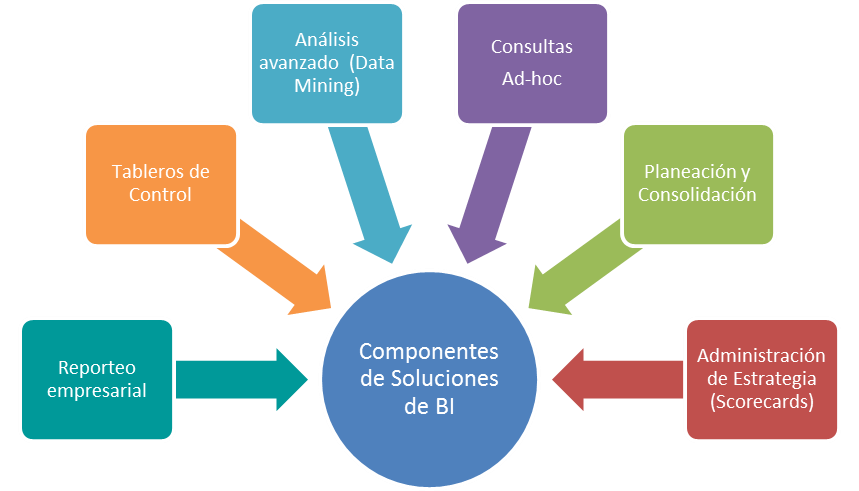 Análisis
avanzado (Data
Mining)
Consultas
Ad-hoc
Tableros de
Control
Planeación y
Consolidación
Reporteo
empresarial
Componentes
de Soluciones
de BI
Administración
de Estrategia
(Scorecards)